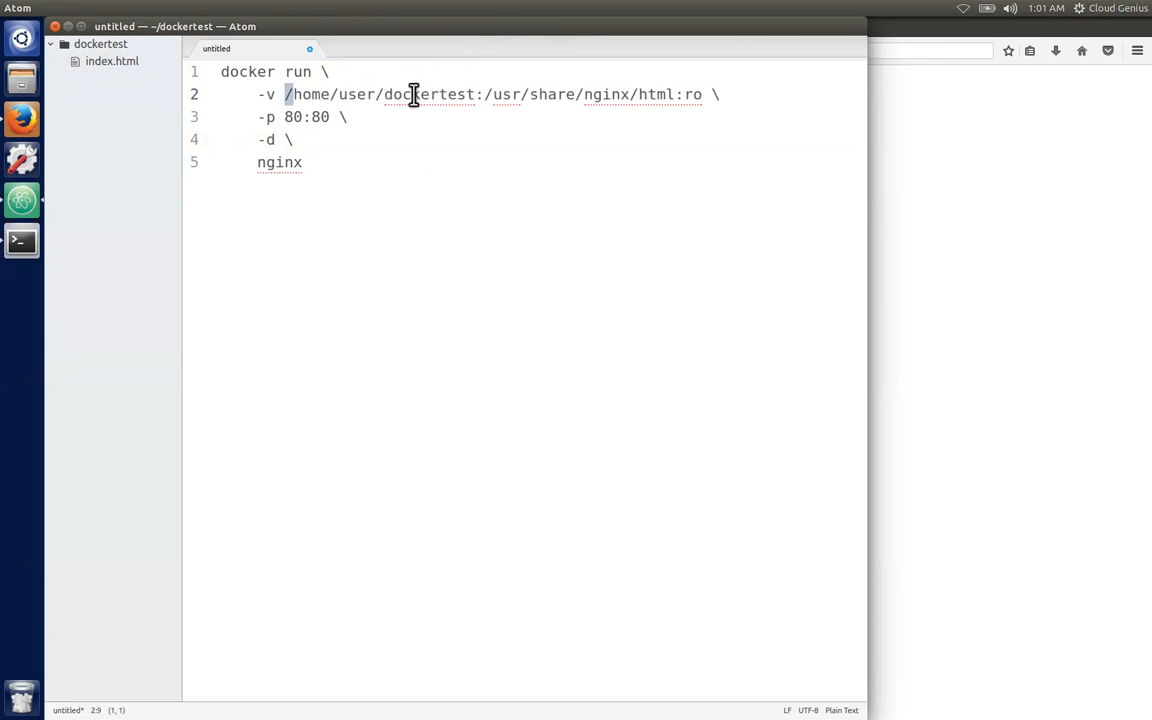 Atom
1:01 AM
Cloud Genius
untitled — ~/dockertest — Atom
dockertest
index.html
untitled
1 docker run \
2 -v /home/user/dockertest:/usr/share/nginx/html:ro \
3 -p 80:80 \
4 -d \
5 nginx
untitled* 2:9 (1, 1)
LF UTF-8 Plain Text